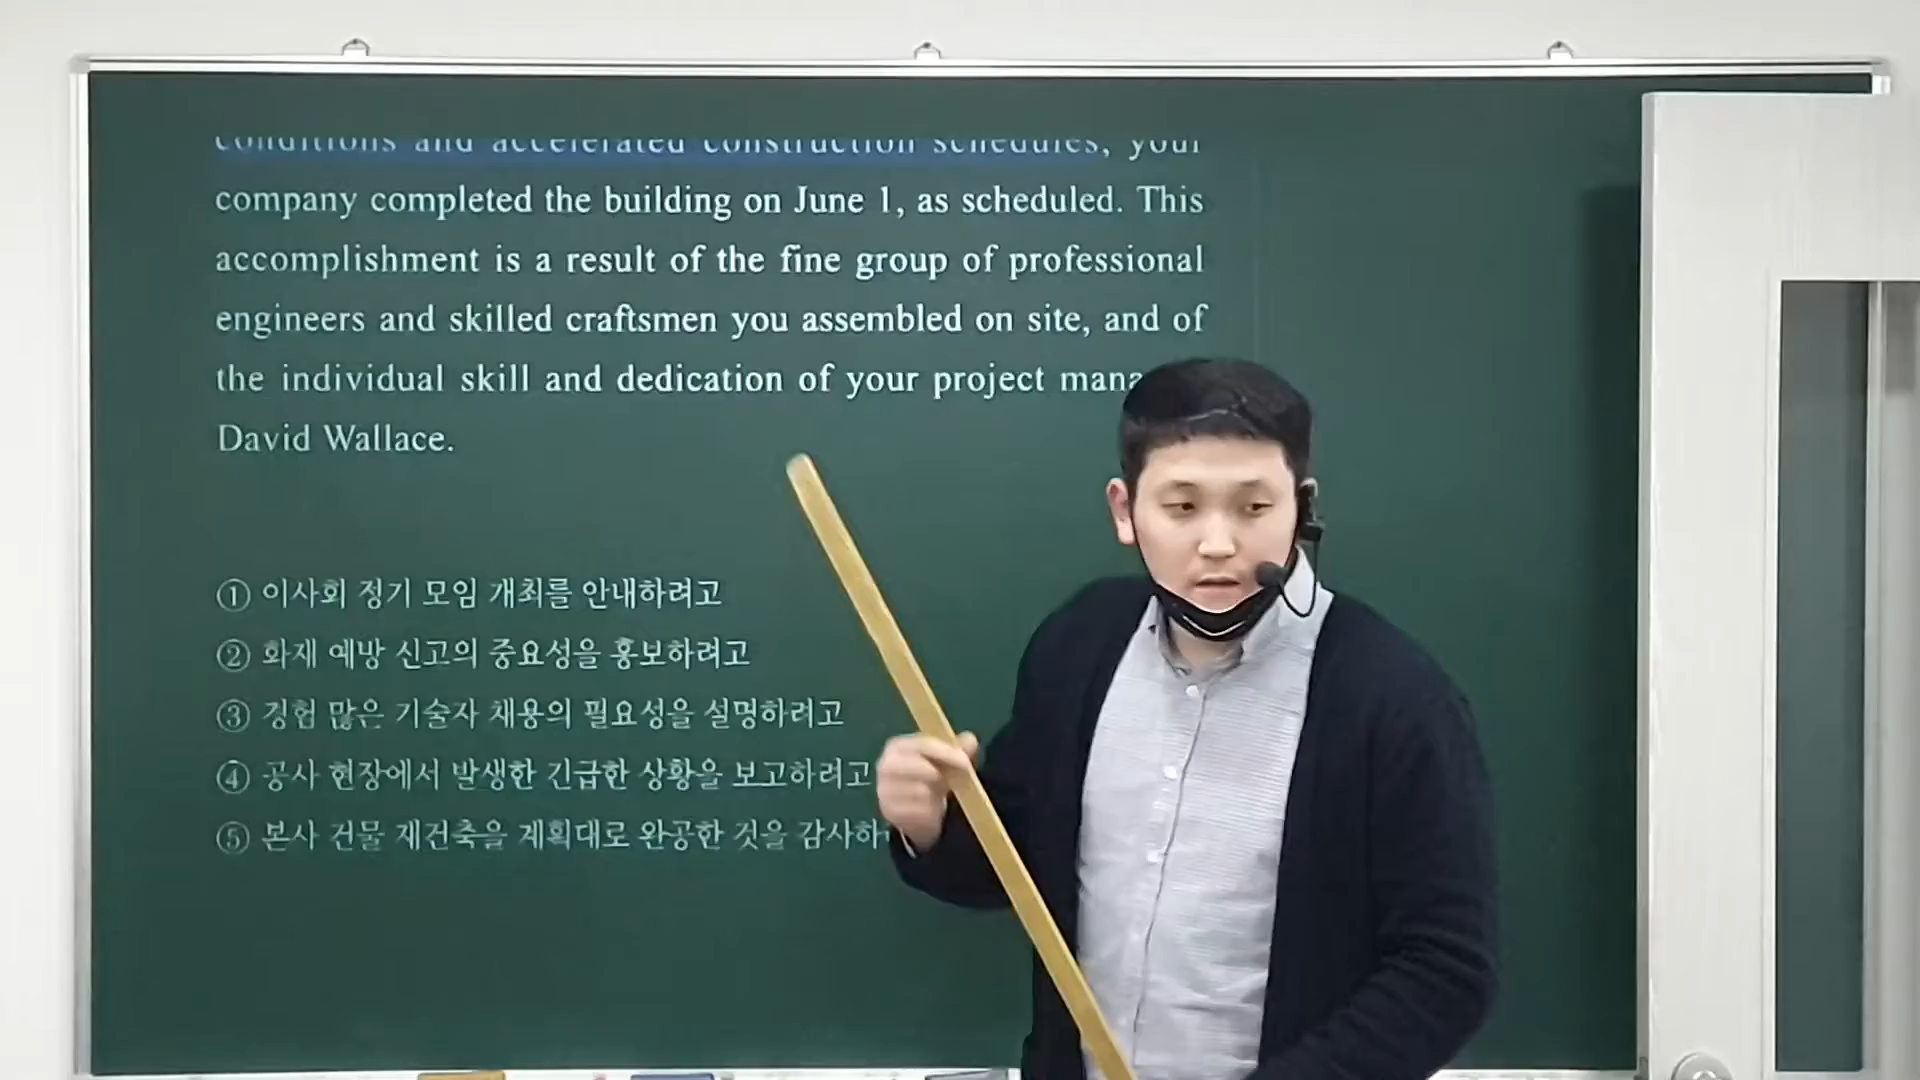 conditions and accelerated construction schedules, your
company completed the building on June 1, as scheduled. This
accomplishment is a result of the fine group of professional
engineers and skilled craftsmen you assembled on site, and of
the individual skill and dedication of your project
David Wallace.
① 이사회 정기 모임 개최를 안내하려고
② 화재 예방 신고의 중요성을 홍보하려고
③ 경험 많은 기술자 채용의 필요성을 설명하려고
④ 공사 현장에서 발생한 긴급한 상황을 보고하려고
⑤ 본사 건물 재건축을 계획대로 완공한 것을